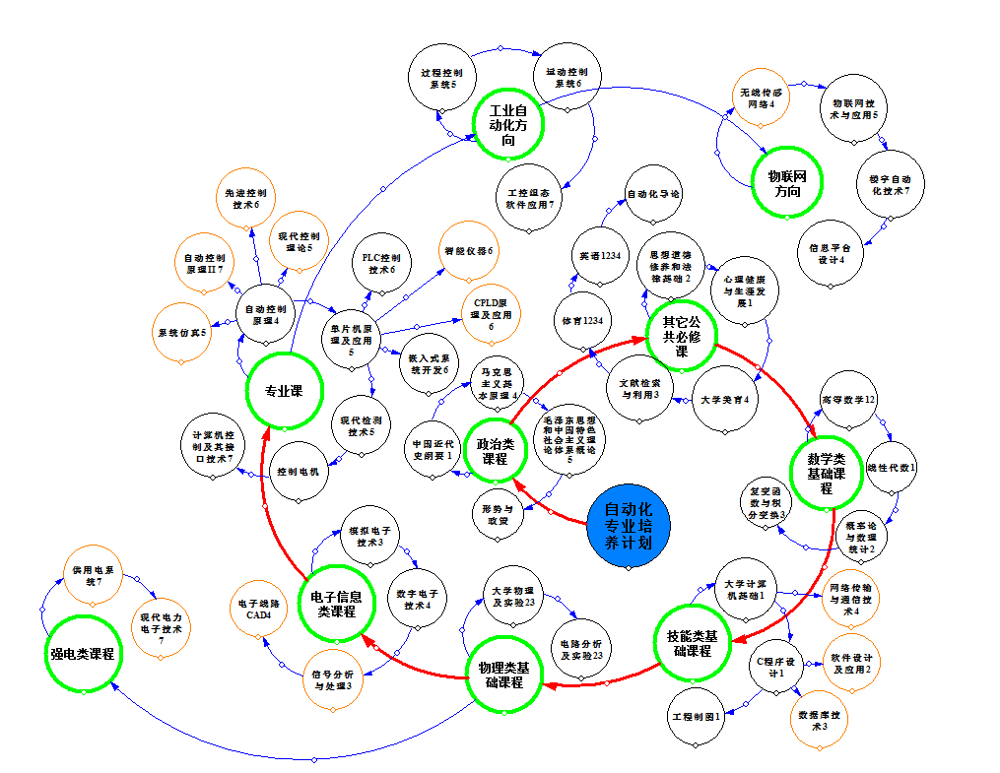 过程控制
系统5
运动控制
系统6
工业自
动化方
向
工控组态
软件应用7
无线传感
网络4
物联网技
术与应用5
物联网
方向
楼宇自动
化技术7
信息平台
设计4
先进控制
技术6
现代控制
理论5
自动控制
原理II7
系统仿真5
自动控制
原理4
PLC控制
技术6
智能仪器6
CPLD原
理及应用
6
单片机原
理及应用
5
嵌入式系
统开发6
专业课
现代检测
技术5
控制电机
计算机控
制及其接
口技术7
自动化导论
英语1234
体育1234
思想道德
修养和法
律基础2
心理健康
与生涯发
展1
其它公
共必修
课
文献检索
与利用3
大学美育4
马克思
主义基
本原理4
毛泽东思想
和中国特色
社会主义理
论体系概论
5
中国近代
史纲要1
政治类
课程
形势与
政策
自动化
专业培
养计划
高等数学12
线性代数1
数学类
基础课
程
复变函
数与积
分变换3
概率论
与数理
统计2
模拟电子
技术3
数字电子
技术4
电子信息
类课程
电子线路
CAD4
信号分析
与处理3
供用电系
统7
现代电力
电子技术
7
强电类课程
大学物理
及实验23
电路分析
及实验23
物理类基
础课程
大学计算
机基础1
网络传输
与通信技
术4
技能类基
础课程
C程序设
计1
软件设计
及应用2
工程制图1
数据库技
术3